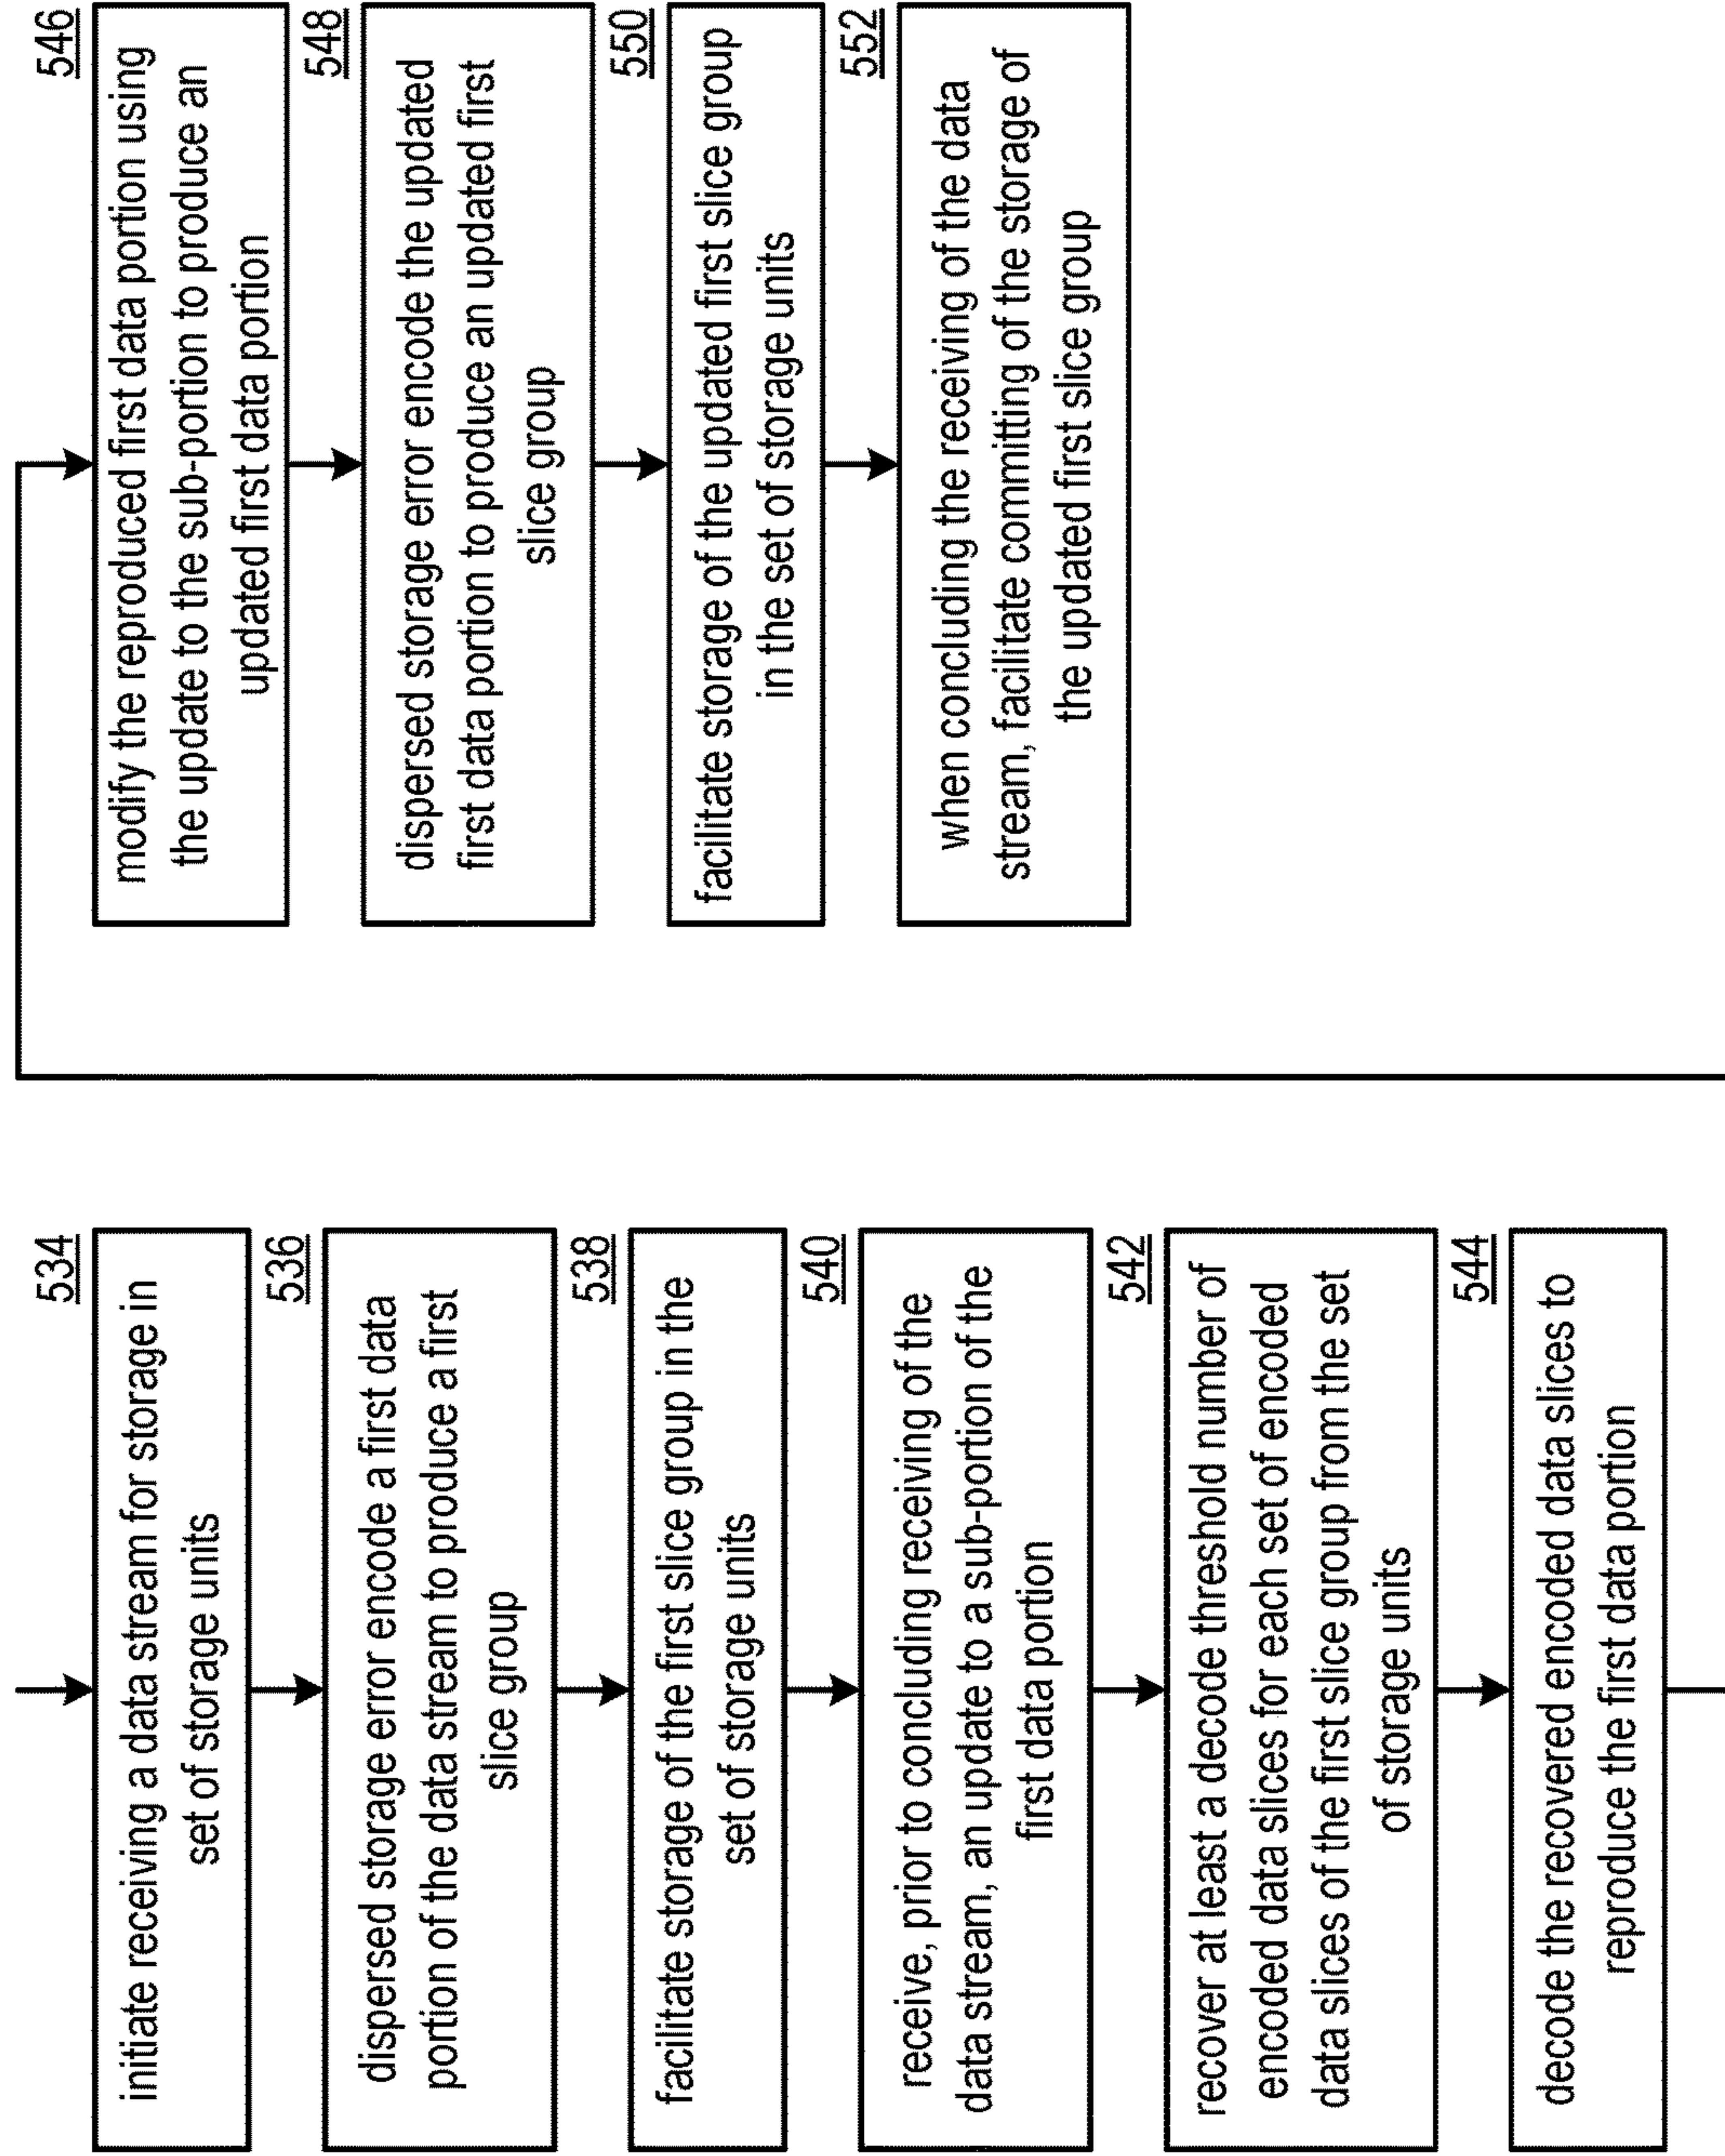 534
initiate receiving a data stream for storage in
set of storage units
536
dispersed storage error encode a first data
portion of the data stream to produce a first
slice group
538
facilitate storage of the first slice group in the
set of storage units
540
receive, prior to concluding receiving of the
data stream, an update to a sub-portion of the
first data portion
542
recover at least a decode threshold number of
encoded data slices for each set of encoded
data slices of the first slice group from the set
of storage units
544
decode the recovered encoded data slices to
reproduce the first data portion
546
modify the reproduced first data portion using
the update to the sub-portion to produce an
updated first data portion
548
dispersed storage error encode the updated
first data portion to produce an updated first
slice group
550
facilitate storage of the updated first slice group
in the set of storage units
552
when concluding the receiving of the data
stream, facilitate committing of the storage of
the updated first slice group